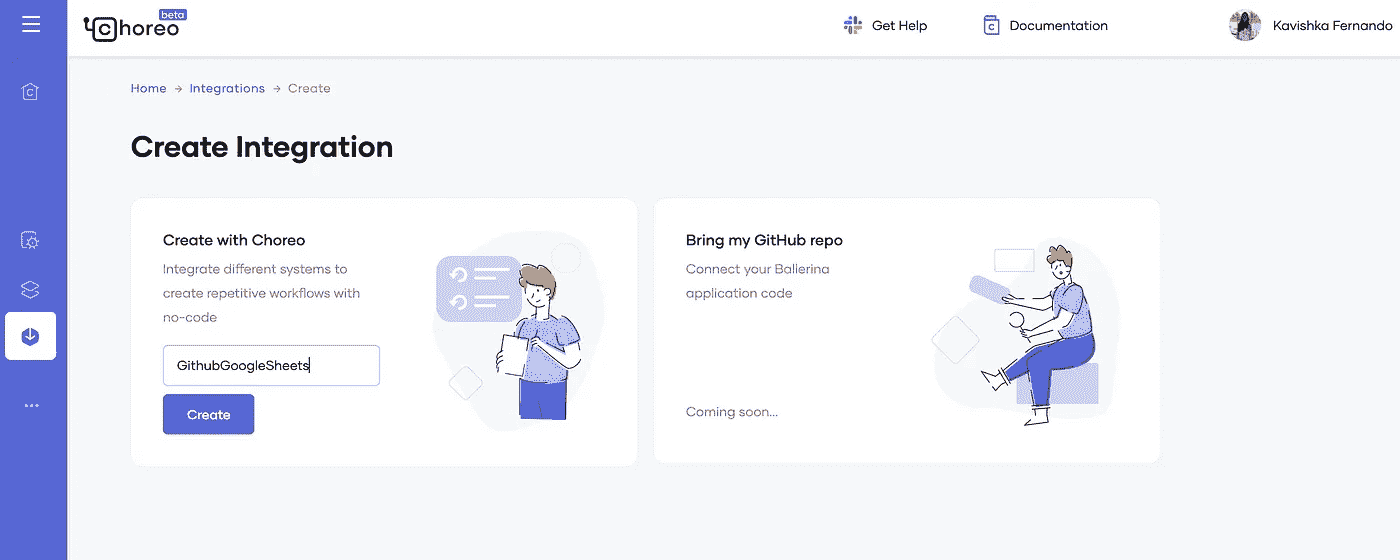 Choreo beta
Get Help
Documentation
Kavishka Fernando
Home → Integrations → Create
Create Integration
Create with Choreo
Integrate different systems to
create repetitive workflows with
no-code
GithubGoogleSheets
Create
Bring my GitHub repo
Connect your Balierina
application code
Coming soon...